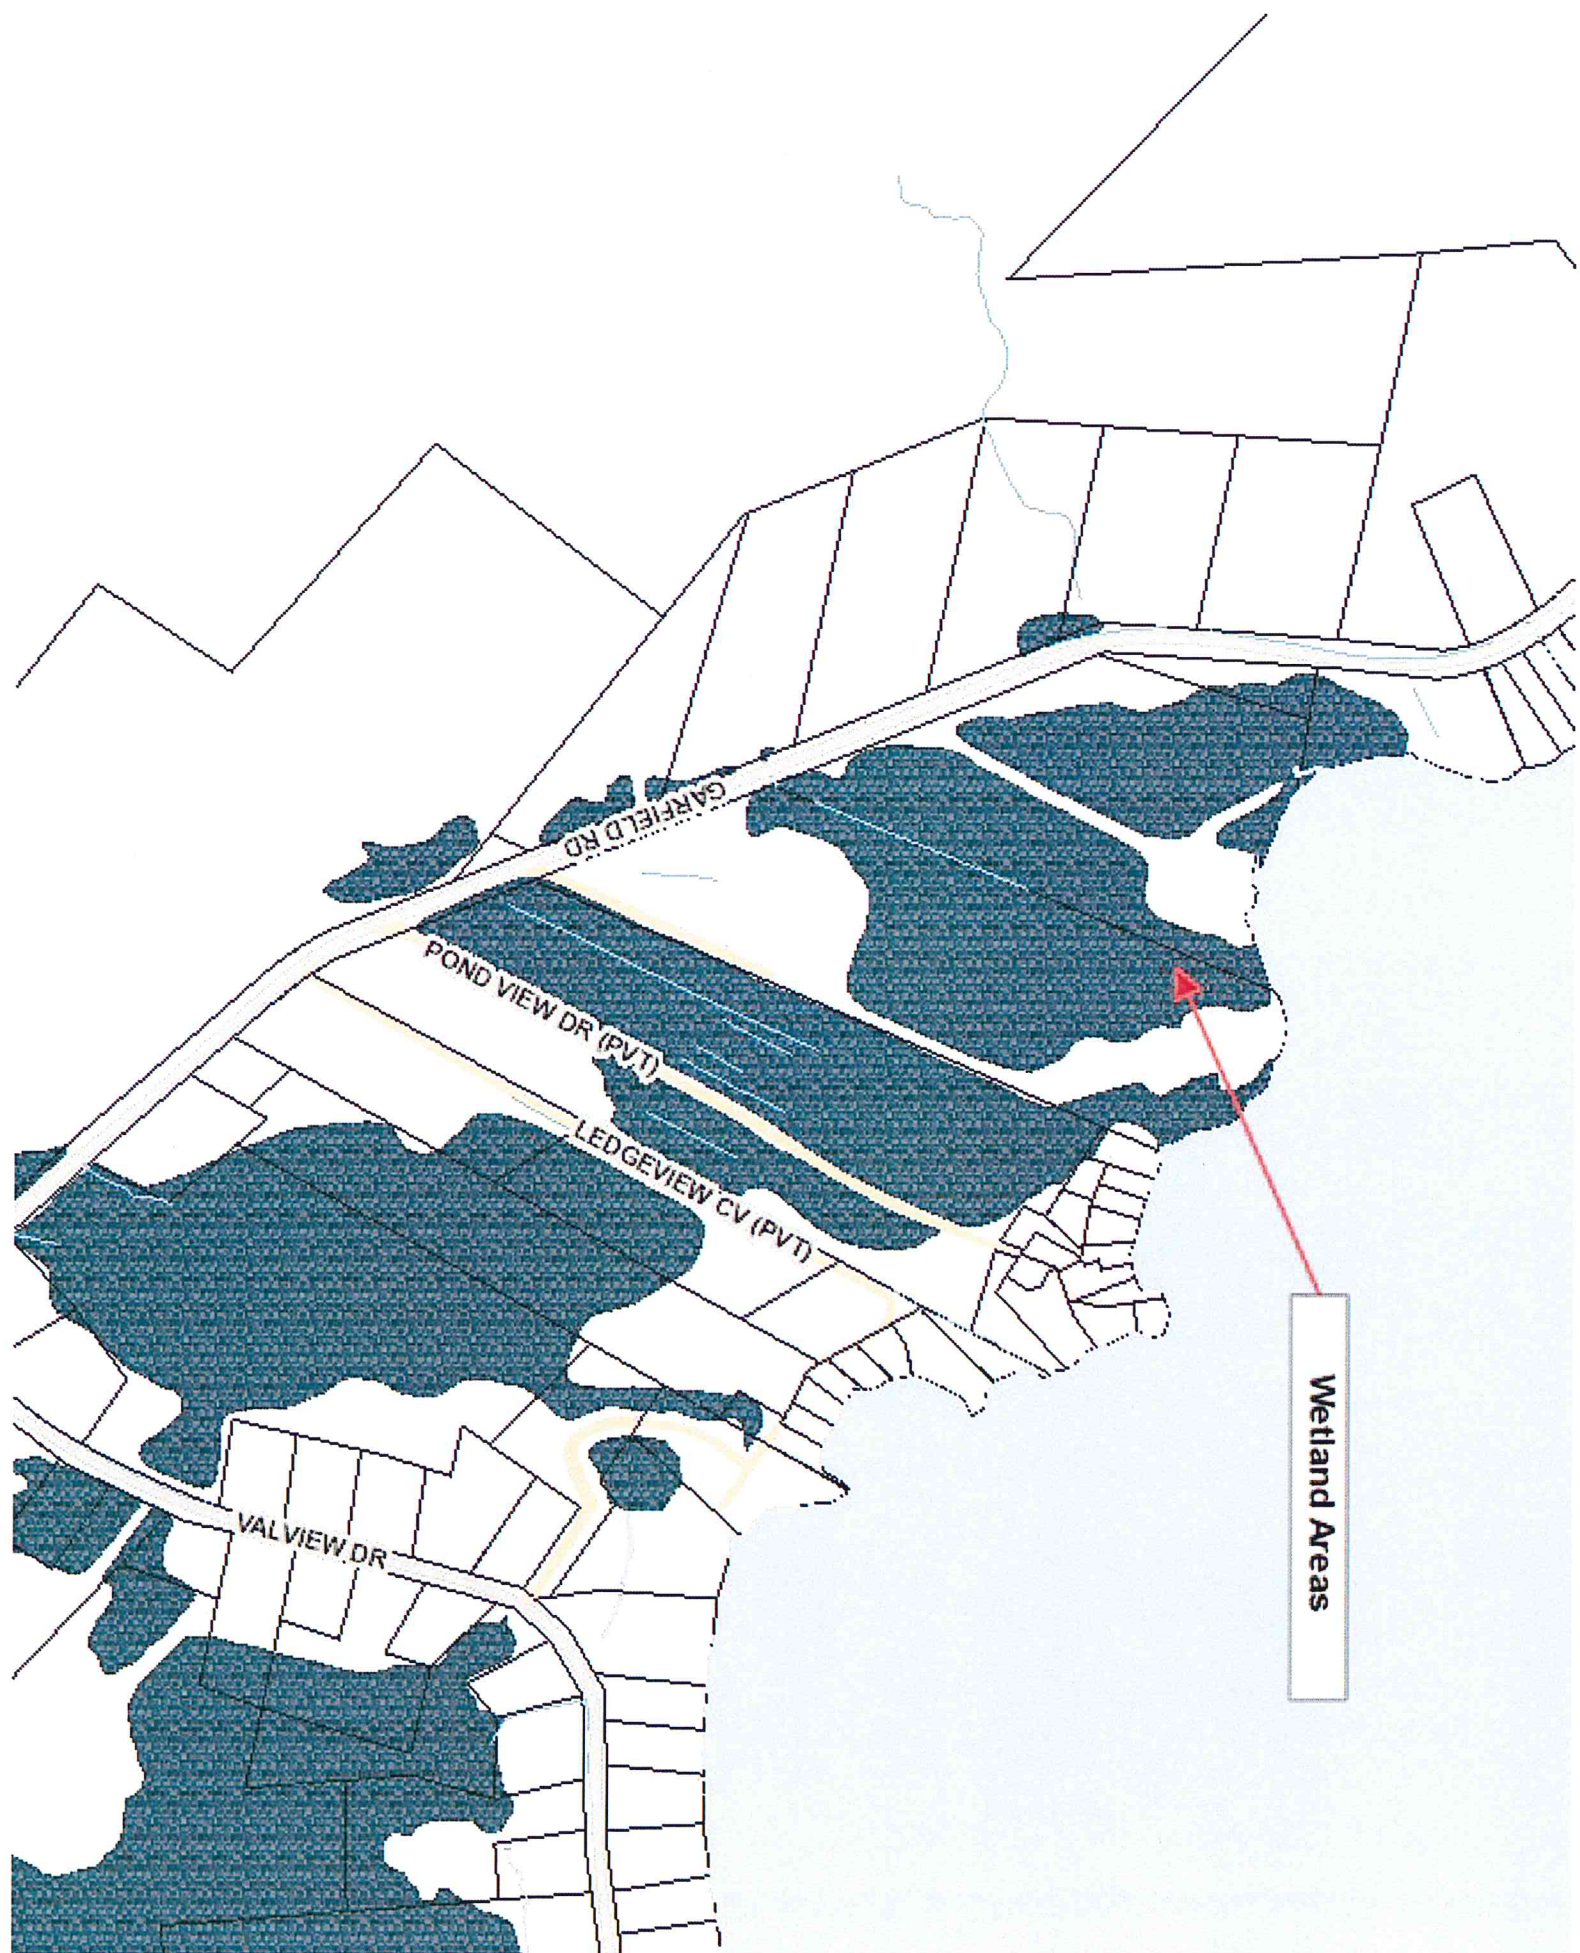 GARFIELD RD
POND VIEW DR (PVT)
LEDGEVIEW CV (PVT)
Wetland Areas
VALVIEW DR